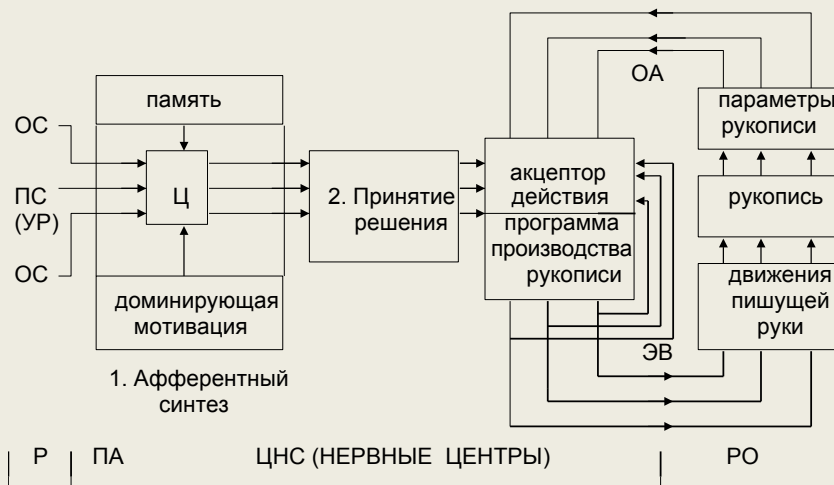 память
ОС
ПС
(УР)
ОС
Ц
доминирующая
мотивация
1. Афферентный
синтез
2. Принятие
решения
акцептор
действия
программа
производства
рукописи
ОА
ЭВ
параметры
рукописи
рукопись
движения
пишущей
руки
Р
ПА
ЦНС (НЕРВНЫЕ ЦЕНТРЫ)
РО